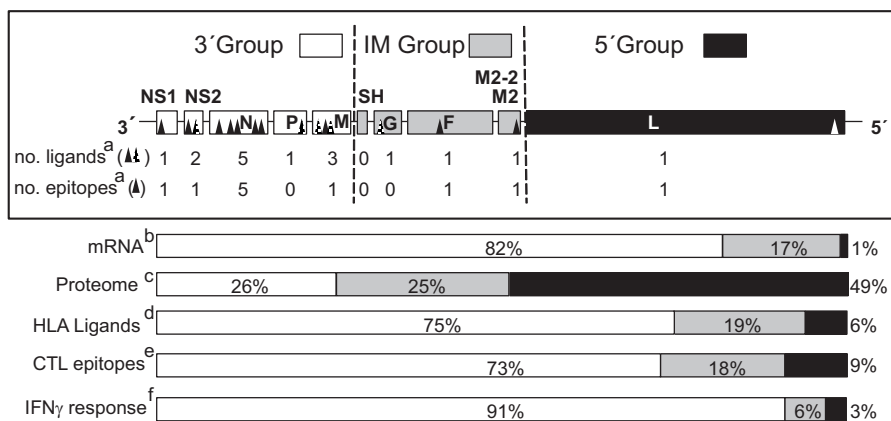 3´Group IM Group 5´Group
M2-2
NS1 NS2 SH M2
3´ N P M G F L 5´
no. ligands a ( ) 1 2 5 1 3 0 1 1 1 1
no. epitopes a ( ) 1 1 5 0 1 0 0 1 1 1
mRNA b 82% 17% 1%
Proteome c 26% 25% 49%
HLA Ligands d 75% 19% 6%
CTL epitopes e 73% 18% 9%
IFNγ response f 91% 6% 3%